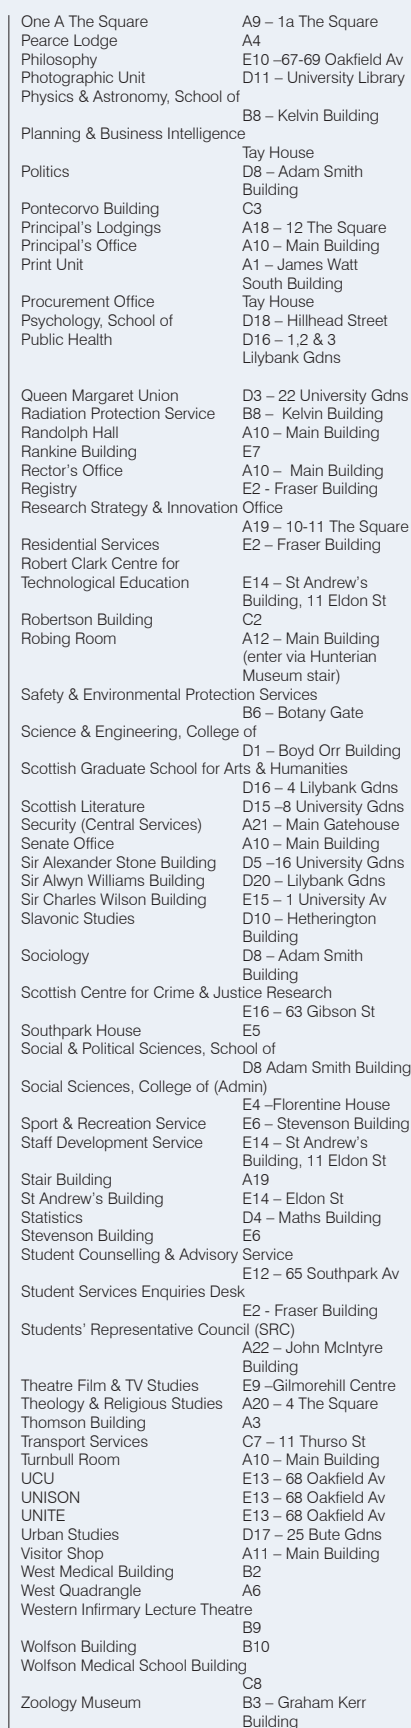 One A The Square A9 – 1a The Square
Pearce Lodge A4
Philosophy E10 –67-69 Oakfield Av
Photographic Unit D11 – University Library
Physics & Astronomy, School of
B8 – Kelvin Building
Planning & Business Intelligence
Tay House
Politics D8 – Adam Smith
Building
Pontecorvo Building C3
Principal's Lodgings A18 – 12 The Square
Principal's Office A10 – Main Building
Print Unit A1 – James Watt
South Building
Procurement Office Tay House
Psychology, School of D18 – Hillhead Street
Public Health D16 – 1,2 & 3
Lilybank Gdns
Queen Margaret Union D3 – 22 University Gdns
Radiation Protection Service B8 – Kelvin Building
Randolph Hall A10 – Main Building
Rankine Building E7
Rector's Office A10 – Main Building
Registry E2 - Fraser Building
Research Strategy & Innovation Office
A19 – 10-11 The Square
Residential Services E2 – Fraser Building
Robert Clark Centre for
Technological Education E14 – St Andrew's
Building, 11 Eldon St
Robertson Building C2
Robing Room A12 – Main Building
(enter via Hunterian
Museum stair)
Safety & Environmental Protection Services
B6 – Botany Gate
Science & Engineering, College of
D1 – Boyd Orr Building
Scottish Graduate School for Arts & Humanities
D16 – 4 Lilybank Gdns
Scottish Literature D15 –8 University Gdns
Security (Central Services) A21 – Main Gatehouse
Senate Office A10 – Main Building
Sir Alexander Stone Building D5 –16 University Gdns
Sir Alwyn Williams Building D20 – Lilybank Gdns
Sir Charles Wilson Building E15 – 1 University Av
Slavonic Studies D10 – Hetherington
Building
Sociology D8 – Adam Smith
Building
Scottish Centre for Crime & Justice Research
E16 – 63 Gibson St
Southpark House E5
Social & Political Sciences, School of
D8 Adam Smith Building
Social Sciences, College of (Admin)
E4 –Florentine House
Sport & Recreation Service E6 – Stevenson Building
Staff Development Service E14 – St Andrew's
Building, 11 Eldon St
Stair Building A19
St Andrew's Building E14 – Eldon St
Statistics D4 – Maths Building
Stevenson Building E6
Student Counselling & Advisory Service
E12 – 65 Southpark Av
Student Services Enquiries Desk
E2 - Fraser Building
Students' Representative Council (SRC)
A22 – John McIntyre
Building
Theatre Film & TV Studies E9 –Gilmorehill Centre
Theology & Religious Studies A20 – 4 The Square
Thomson Building A3
Transport Services C7 – 11 Thurso St
Turnbull Room A10 – Main Building
UCU E13 – 68 Oakfield Av
UNISON E13 – 68 Oakfield Av
UNITE E13 – 68 Oakfield Av
Urban Studies D17 – 25 Bute Gdns
Visitor Shop A11 – Main Building
West Medical Building B2
West Quadrangle A6
Western Infirmary Lecture Theatre
B9
Wolfson Building B10
Wolfson Medical School Building
C8
Zoology Museum B3 – Graham Kerr
Building